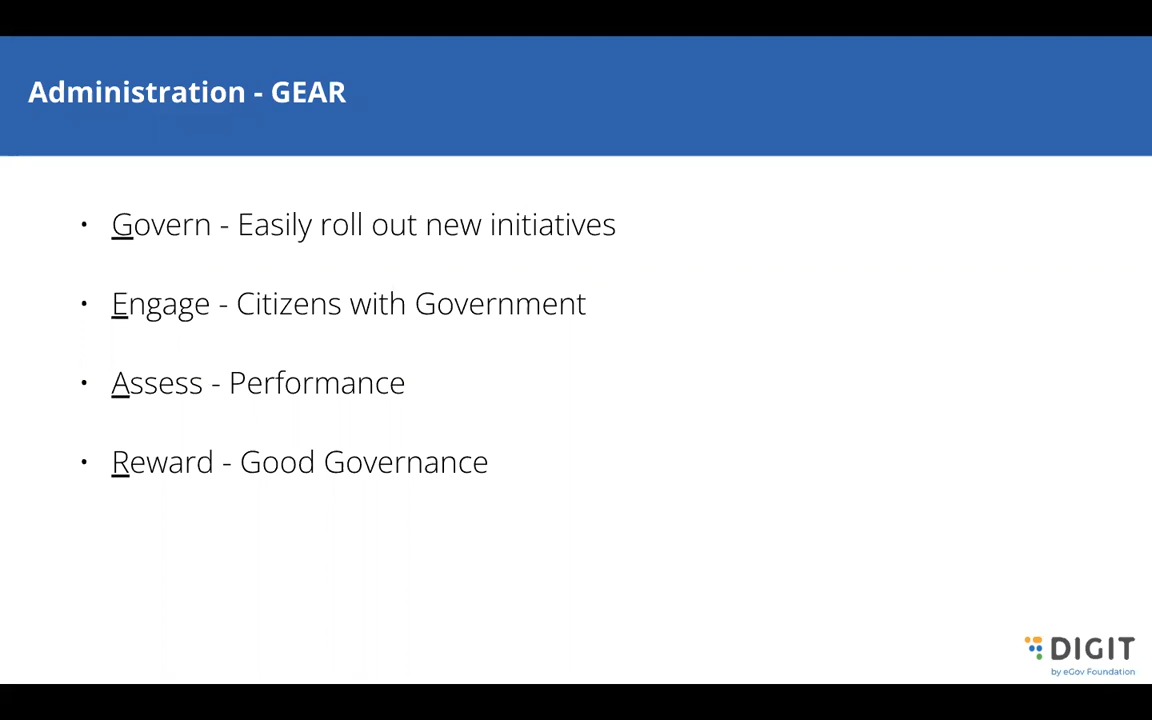 Administration - GEAR
• Govern - Easily roll out new initiatives
• Engage - Citizens with Government
• Assess - Performance
• Reward - Good Governance
DIGIT
by eGov Foundation